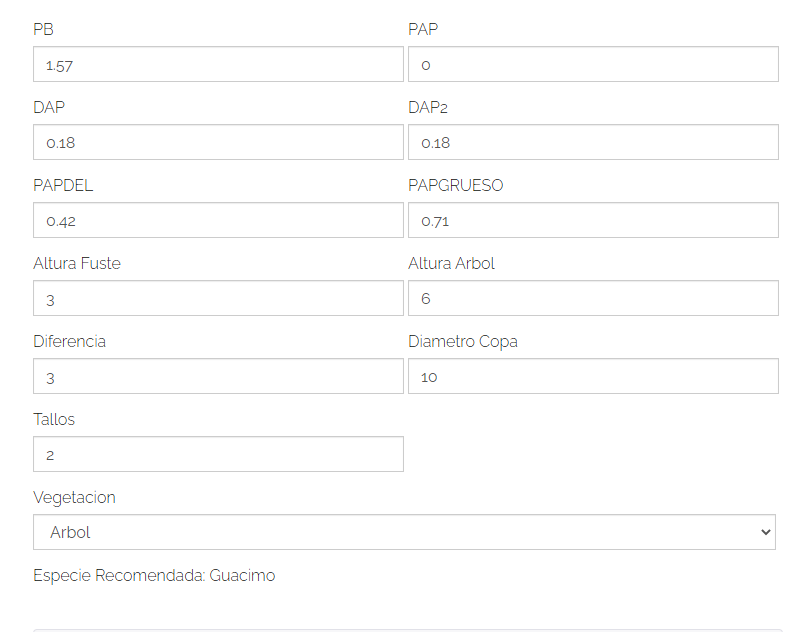 PB PAP
1.57 0
DAP DAP2
0.18 0.18
PAPDEL PAPGRUESO
0.42 0.71
Altura Fuste Altura Arbol
3 6
Diferencia Diametro Copa
3 10
Tallos
2
Vegetacion
Arbol
Especie Recomendada: Guacimo